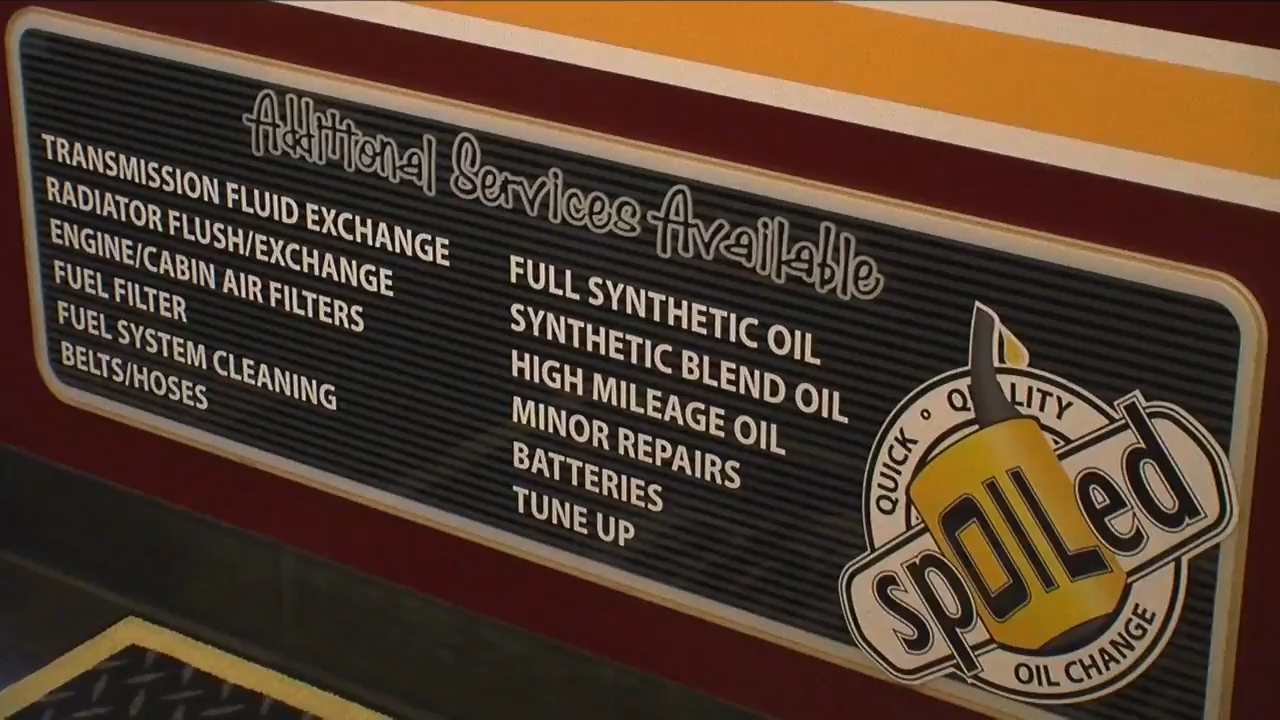 Additional Services Available
TRANSMISSION FLUID EXCHANGE
RADIATOR FLUSH/EXCHANGE
ENGINE/CABIN AIR FILTERS
FUEL FILTER
FUEL SYSTEM CLEANING
BELTS/HOSES
FULL SYNTHETIC OIL
SYNTHETIC BLEND OIL
HIGH MILEAGE OIL
MINOR REPAIRS
BATTERIES
TUNE UP
QUICK ° QUALITY
spOILed
OIL CHANGE